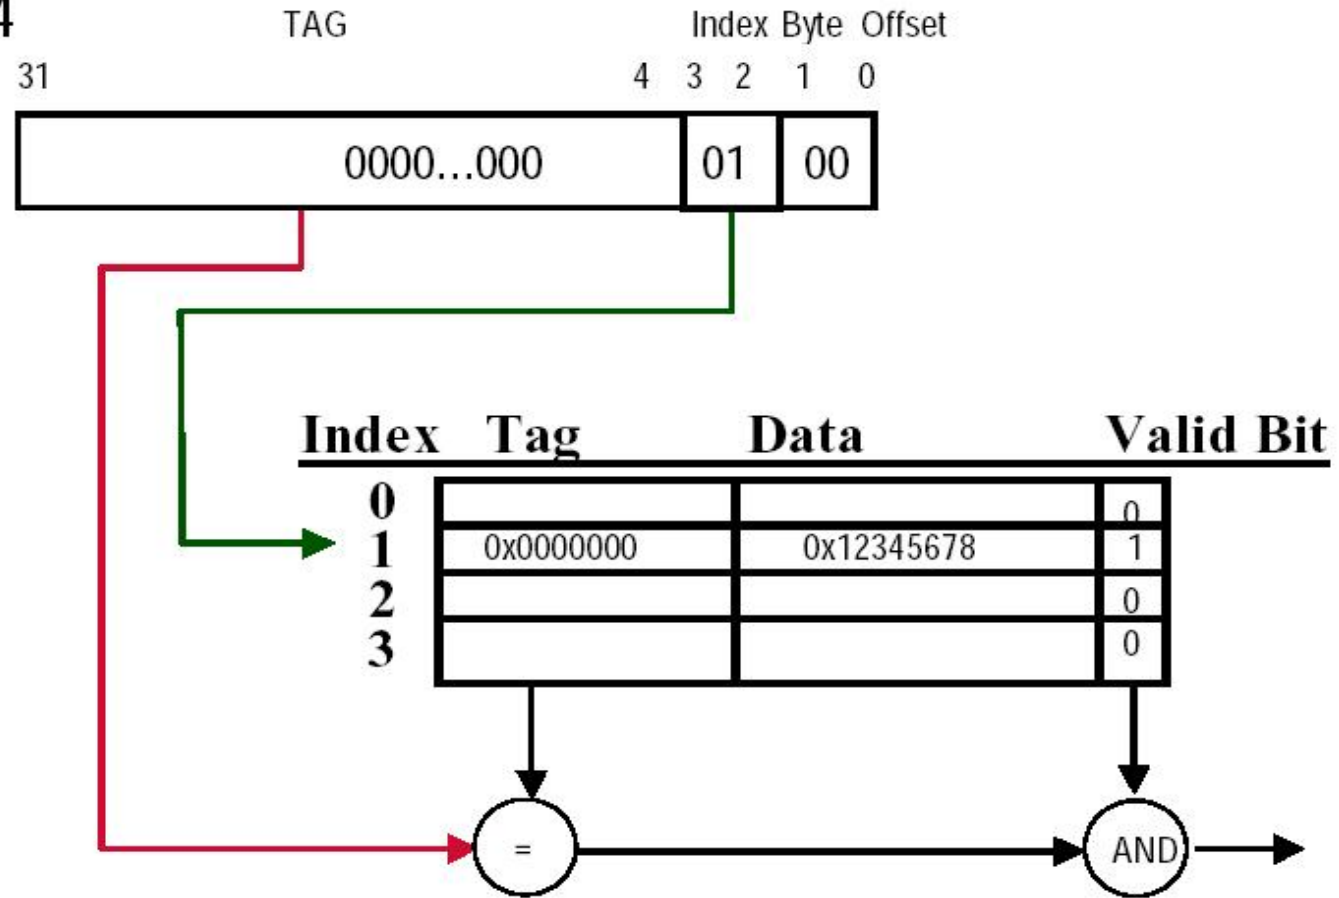 4
TAG Index Byte Offset
31 4 3 2 1 0
0000...000 01 00
Index Tag Data Valid Bit
0 0
1 0x0000000 0x12345678 1
2 0
3 0
= AND